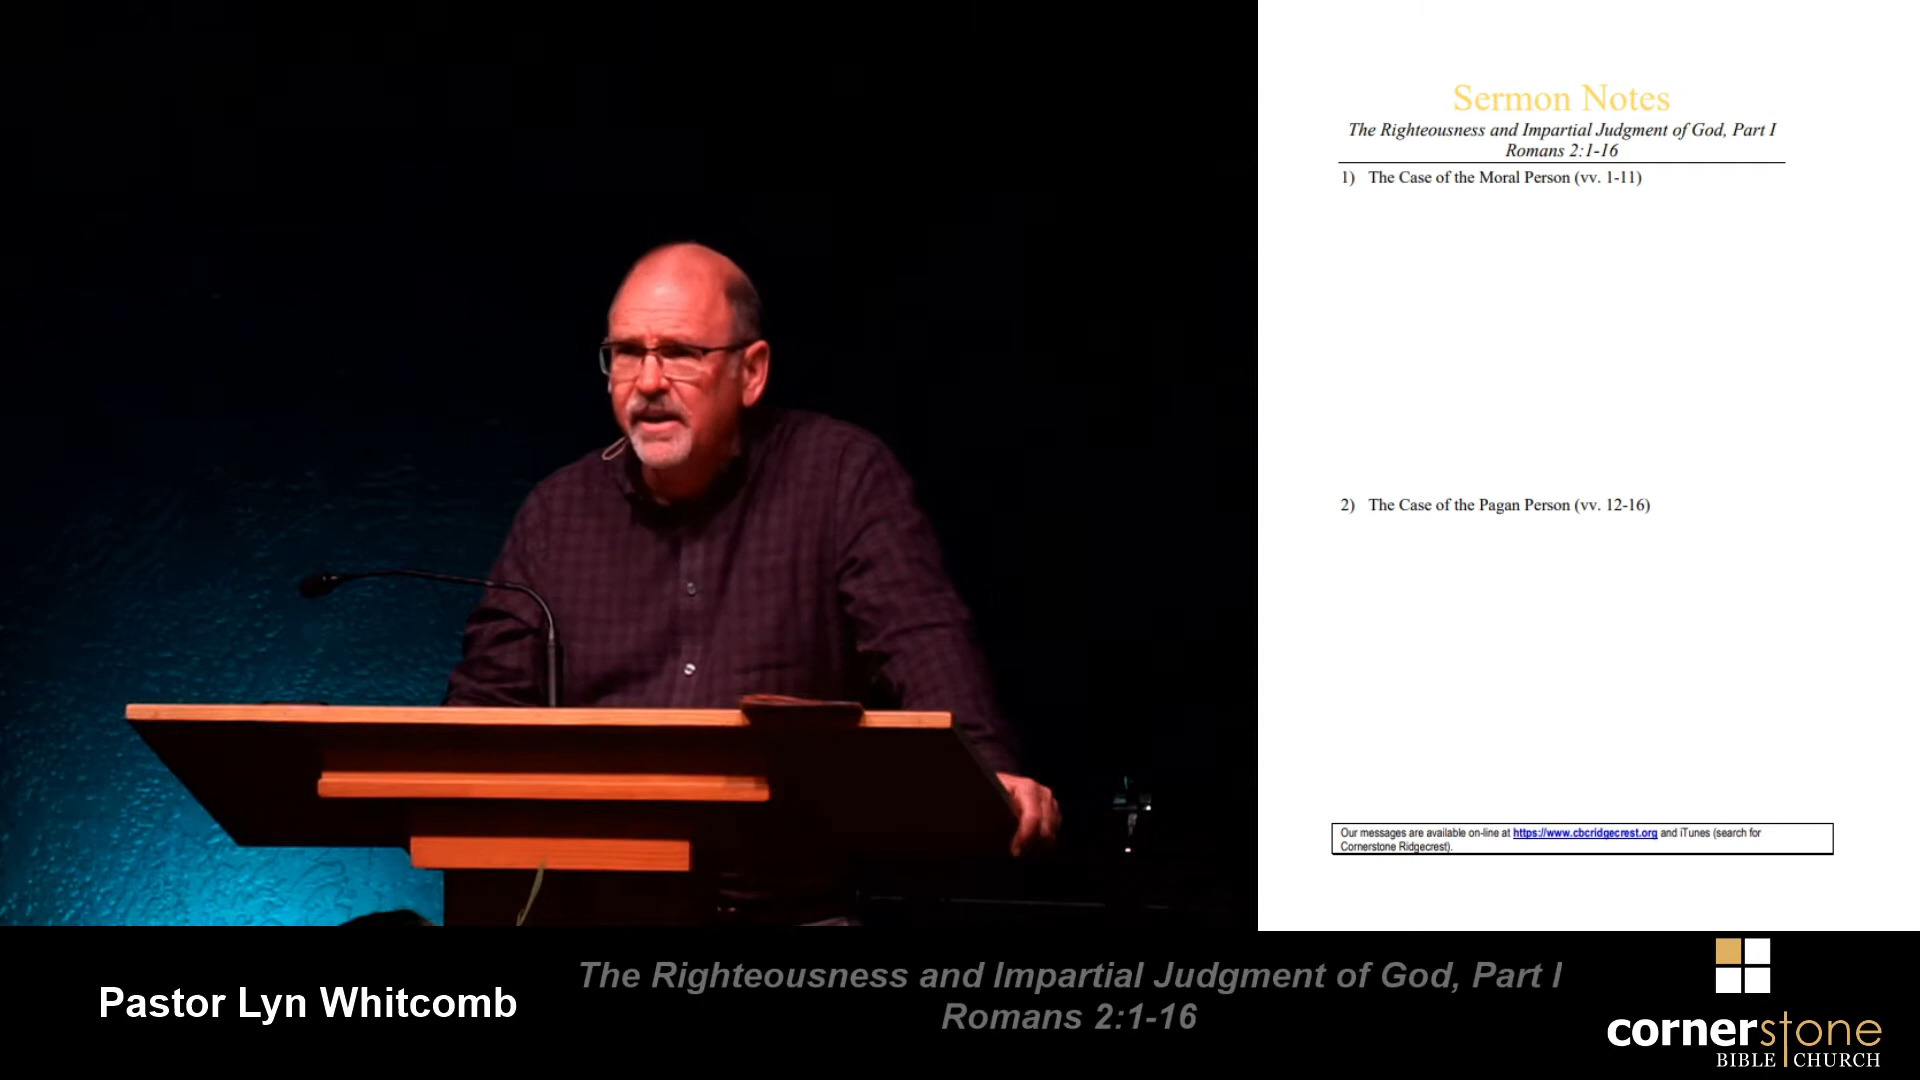 Sermon Notes
The Righteousness and Impartial Judgment of God, Part I
Romans 2:1-16
1) The Case of the Moral Person (vv. 1-11)
2) The Case of the Pagan Person (vv. 12-16)
Our messages are available on-line at https://www.cbcridgecrest.org and iTunes (search for
Cornerstone Ridgecrest).
Pastor Lyn Whitcomb
The Righteousness and Impartial Judgment of God, Part I
Romans 2:1-16
cornerstone
BIBLE CHURCH